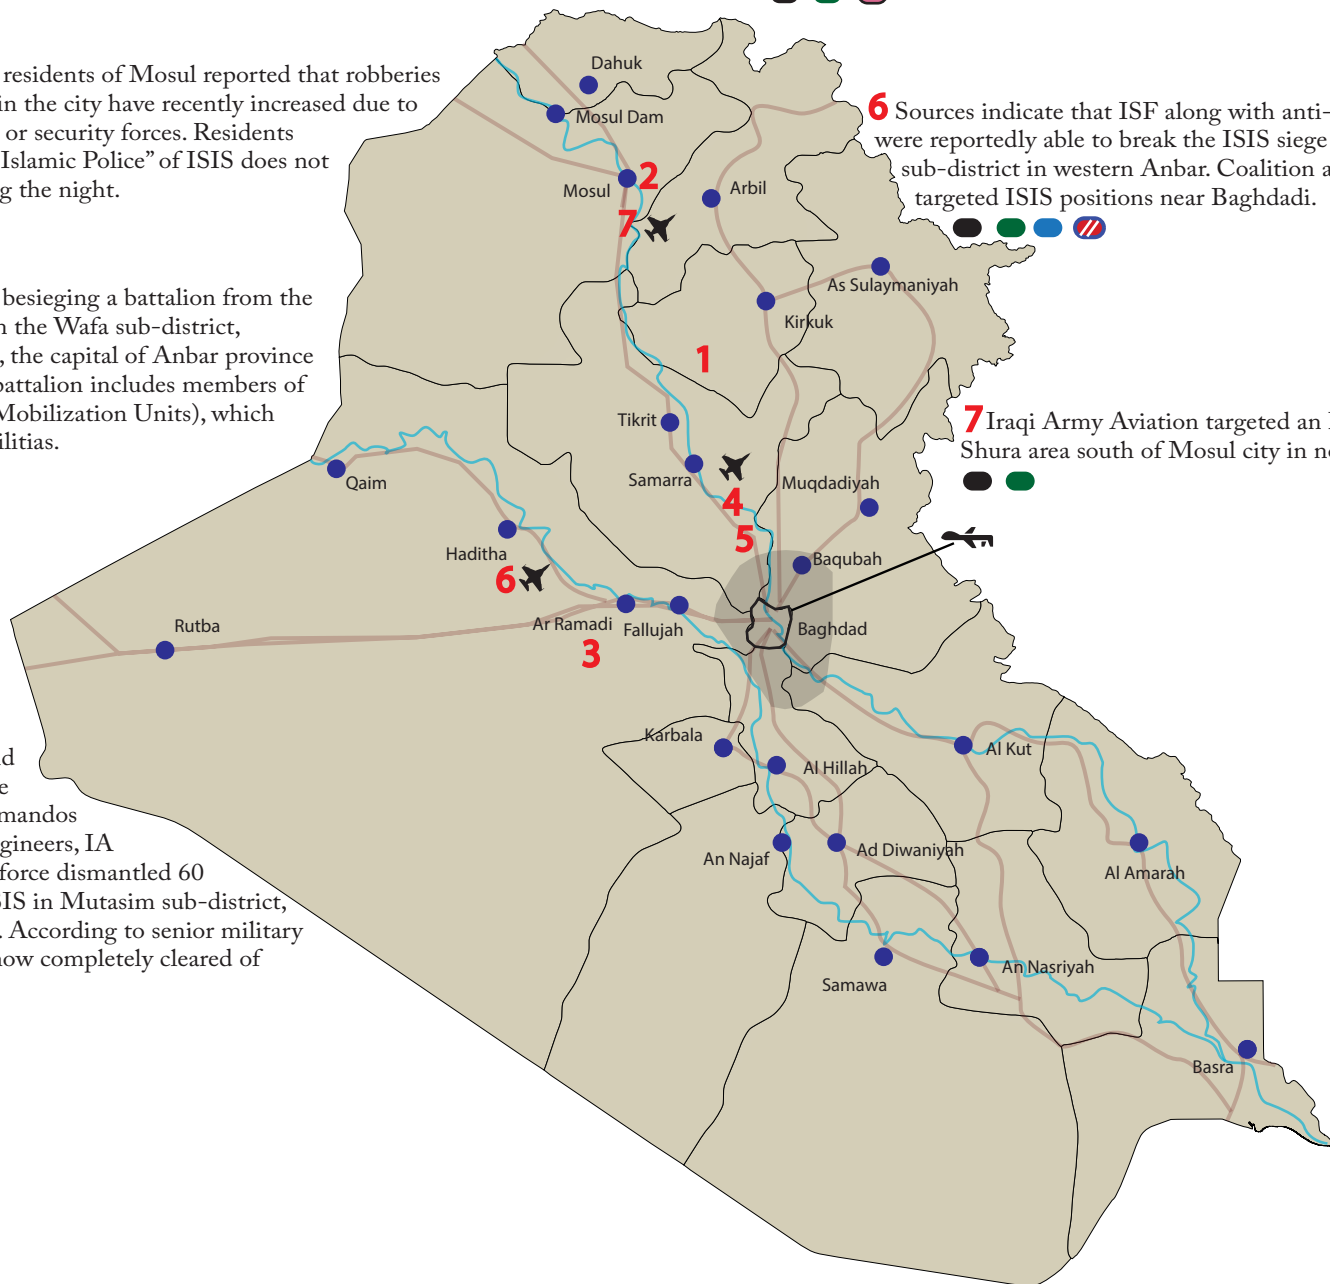 residents of Mosul reported that robberies
in the city have recently increased due to
or security forces. Residents
Islamic Police” of ISIS does not
g the night.
besieging a battalion from the
n the Wafa sub-district,
, the capital of Anbar province
battalion includes members of
Mobilization Units), which
ilitias.
d
e
mandos
gineers, IA
force dismantled 60
SIS in Mutasim sub-district,
. According to senior military
now completely cleared of
6 Sources indicate that ISF along with anti-
were reportedly able to break the ISIS siege
sub-district in western Anbar. Coalition a
targeted ISIS positions near Baghdadi.
7 Iraqi Army Aviation targeted an I
Shura area south of Mosul city in no
Dahuk
Mosul Dam
Mosul
2
Arbil
7
As Sulaymaniyah
Kirkuk
1
Tikrit
Samarra
Muqdadiyah
4
5
Qaim
Haditha
6
Baqubah
Rutba
Ar Ramadi
Fallujah
Baghdad
3
Karbala
Al Hillah
Al Kut
An Najaf
Ad Diwaniyah
Al Amarah
Samawa
An Nasriyah
Basra